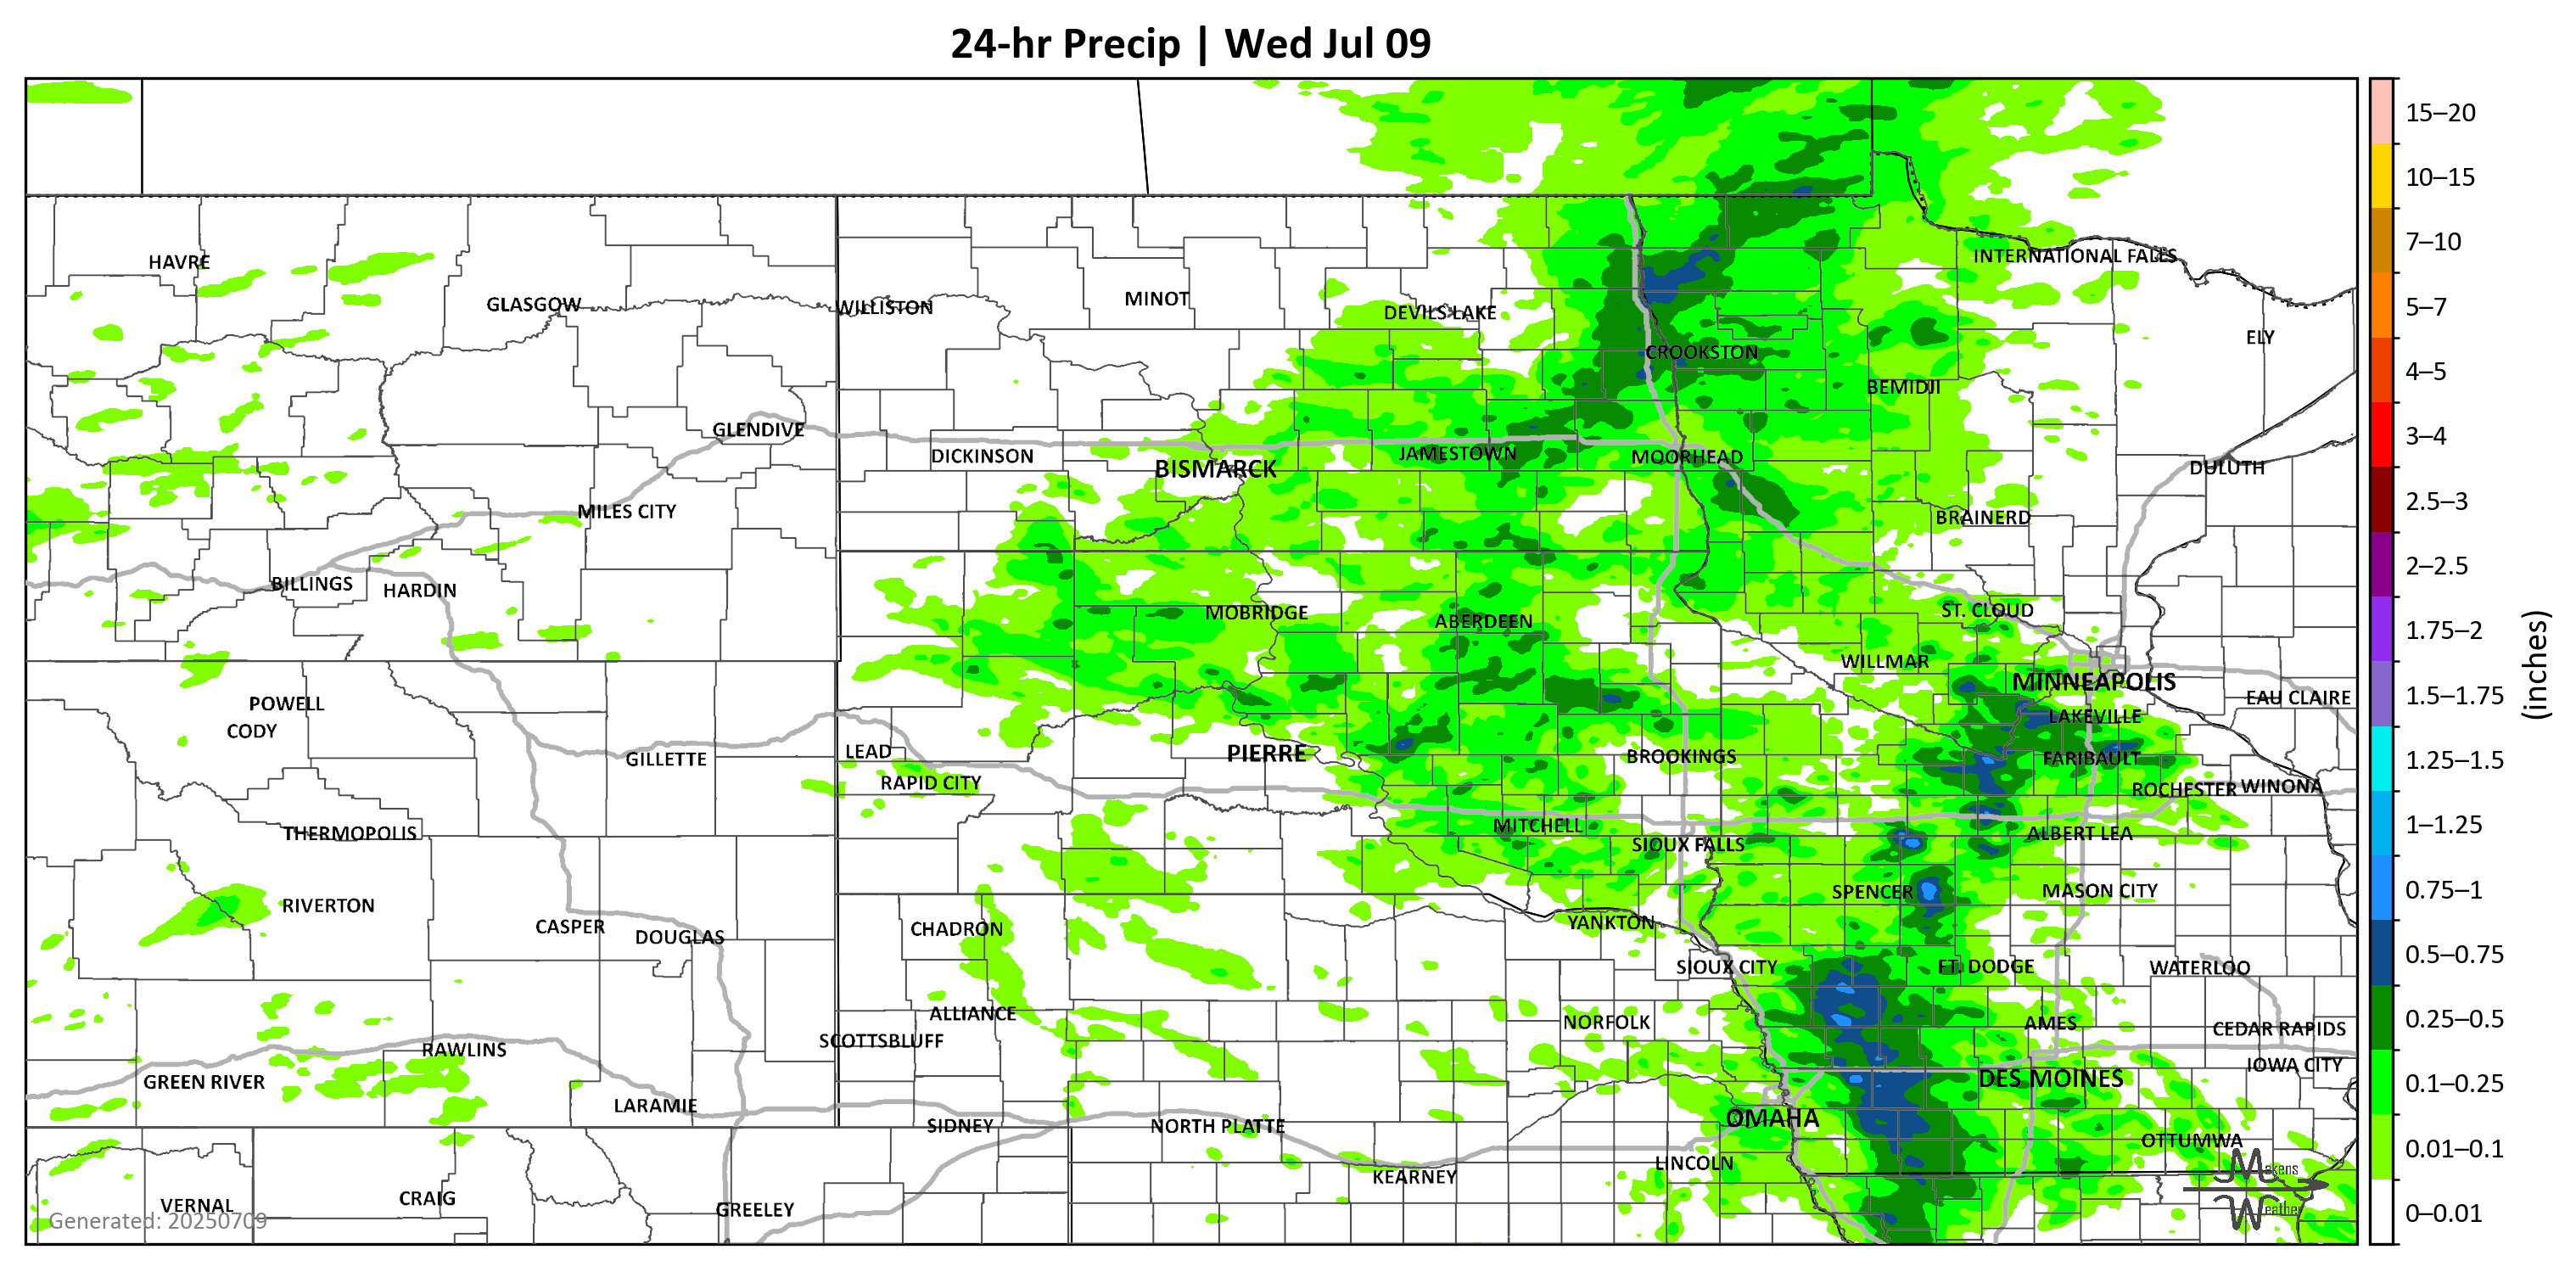 24-hr Precip | Wed Jul 09
15–20
10–15
INTERNATIONAL FALLS
7–10
HAVRE
MINOT
GLASGOW
WILLISTON
DEVILS LAKE
5–7
ELY
CROOKSTON
4–5
BEMIDJI
GLENDIVE
3–4
DICKINSON
JAMESTOWN
MOORHEAD
BISMARCK
DULUTH
2.5–3
MILES CITY
BRAINERD
2–2.5
BILLINGS
HARDIN
MOBRIDGE
ST. CLOUD
ABERDEEN
1.75–2
WILLMAR
(inches)
MINNEAPOLIS
1.5–1.75
EAU CLAIRE
POWELL
LAKEVILLE
CODY
LEAD
PIERRE
BROOKINGS
GILLETTE
FARIBAULT
1.25–1.5
RAPID CITY
ROCHESTER
WINONA
MITCHELL
1–1.25
THERMOPOLIS
ALBERT LEA
SIOUX FALLS
SPENCER
MASON CITY
0.75–1
RIVERTON
CASPER
YANKTON
CHADRON
DOUGLAS
0.5–0.75
SIOUX CITY
FT. DODGE
WATERLOO
ALLIANCE
NORFOLK
AMES
0.25–0.5
CEDAR RAPIDS
SCOTTSBLUFF
RAWLINS
IOWA CITY
GREEN RIVER
DES MOINES
0.1–0.25
LARAMIE
OMAHA
SIDNEY
NORTH PLATTE
OTTUMWA
0.01–0.1
LINCOLN
KEARNEY
Makens
Weather
CRAIG
VERNAL
GREELEY
0–0.01
Generated: 20250709